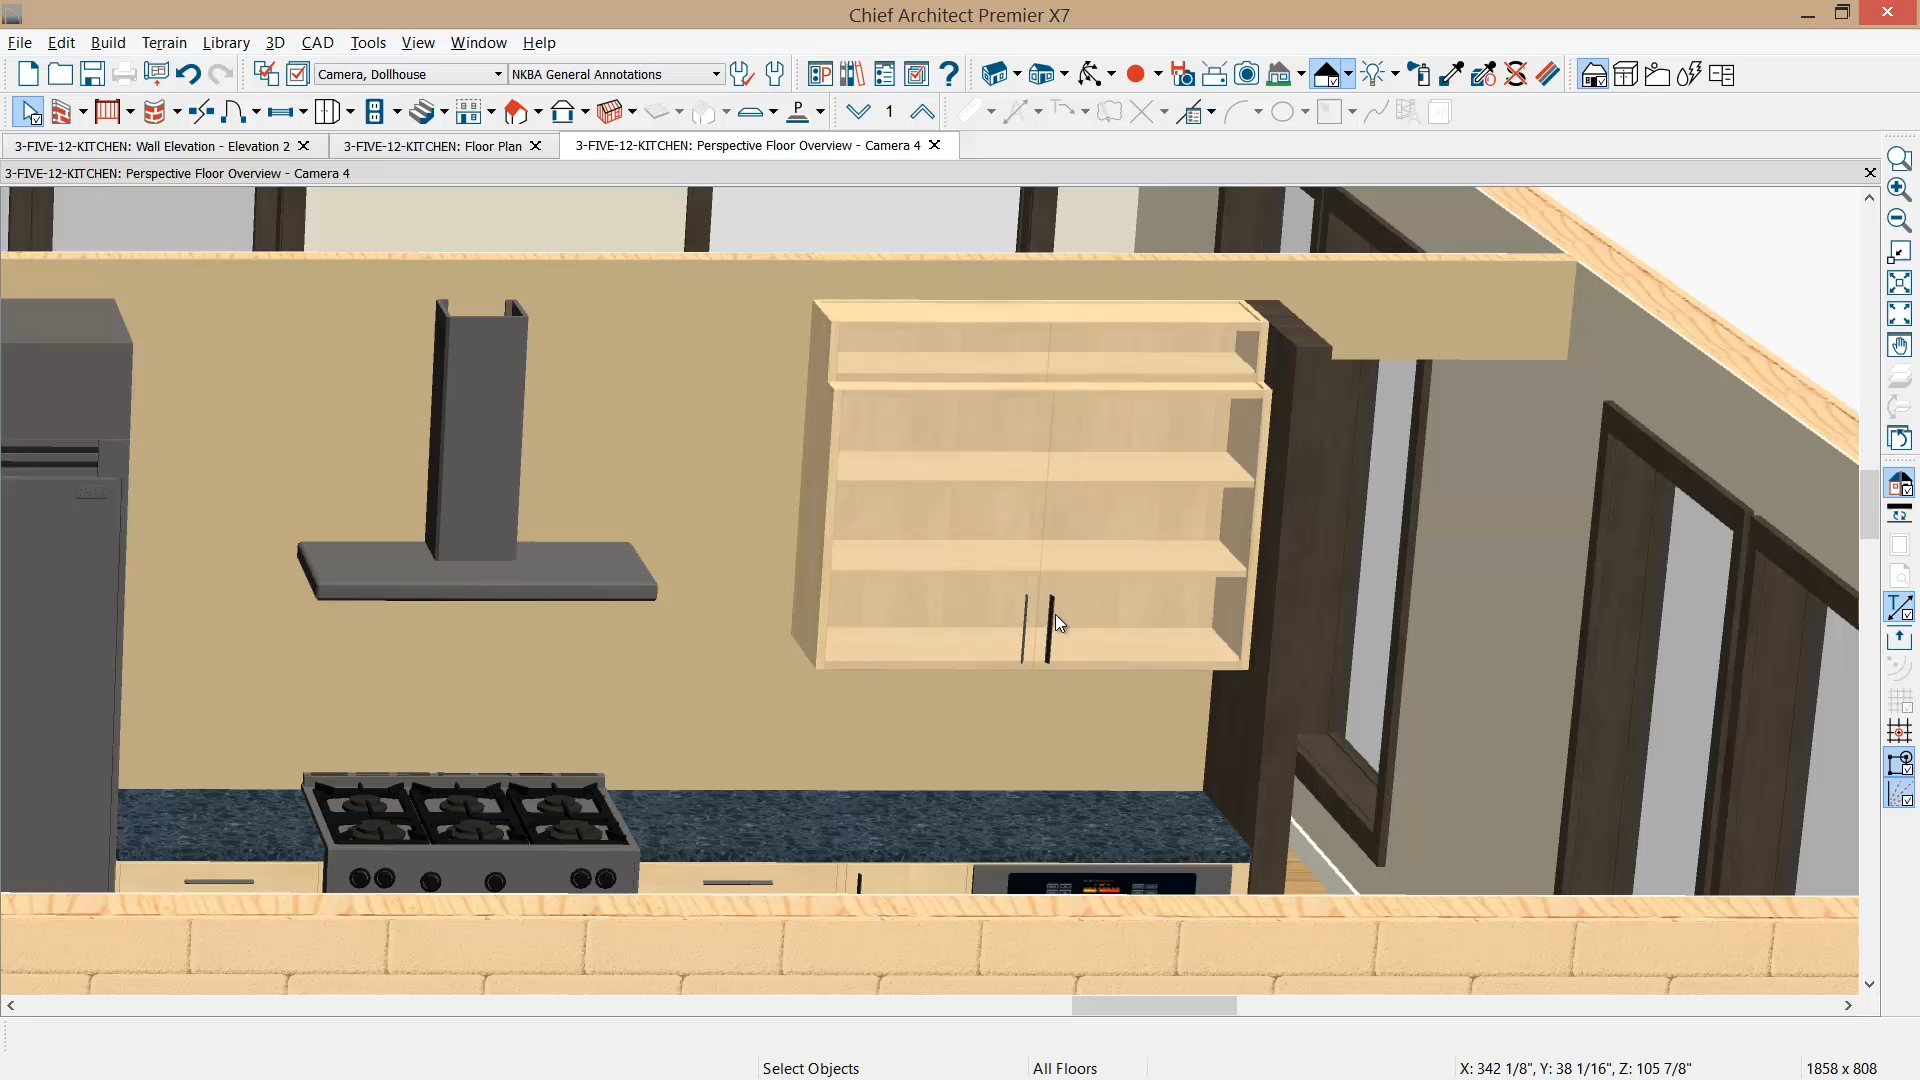 Chief Architect Premier X7
File Edit Build Terrain Library 3D CAD Tools View Window Help
Camera, Dollhouse NKBA General Annotations
1
3-FIVE-12-KITCHEN: Wall Elevation - Elevation 2 3-FIVE-12-KITCHEN: Floor Plan 3-FIVE-12-KITCHEN: Perspective Floor Overview - Camera 4
3-FIVE-12-KITCHEN: Perspective Floor Overview - Camera 4
Select Objects All Floors X: 342 1/8", Y: 38 1/16", Z: 105 7/8" 1858 x 808